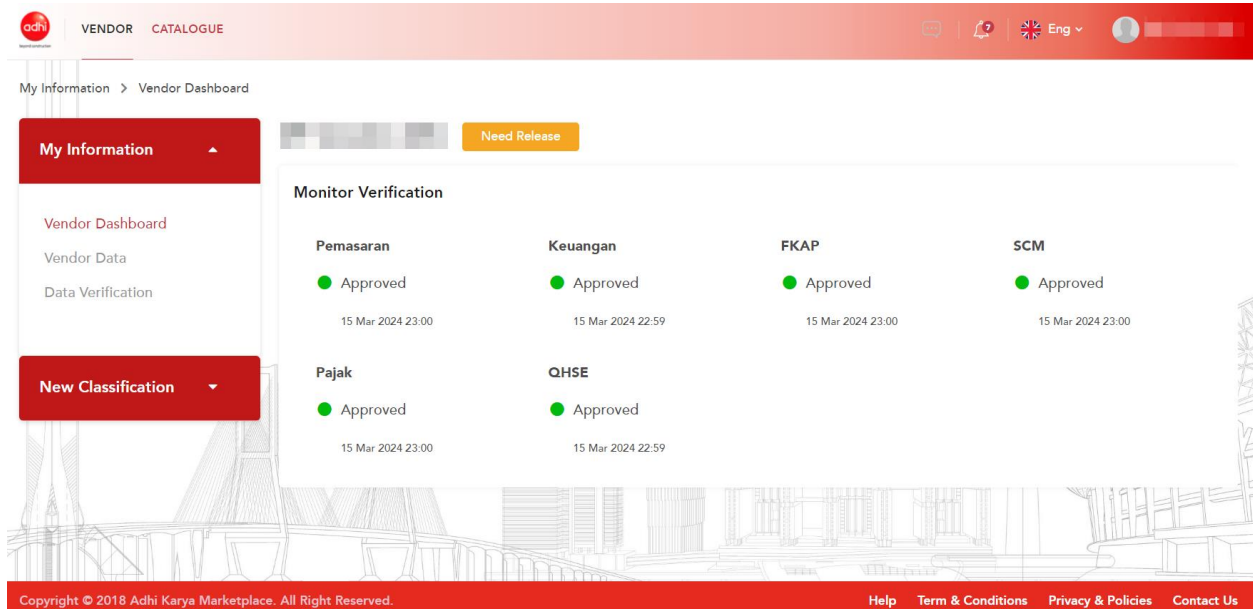 adhi
VENDOR CATALOGUE
Eng
My Information > Vendor Dashboard
My Information
Need Release
Monitor Verification
Vendor Dashboard
Vendor Data
Data Verification
Pemasaran Keuangan FKAP SCM
Approved Approved Approved Approved
15 Mar 2024 23:00 15 Mar 2024 22:59 15 Mar 2024 23:00 15 Mar 2024 23:00
New Classification
Pajak QHSE
Approved Approved
15 Mar 2024 23:00 15 Mar 2024 22:59
Copyright © 2018 Adhi Karya Marketplace. All Right Reserved. Help Term & Conditions Privacy & Policies Contact Us